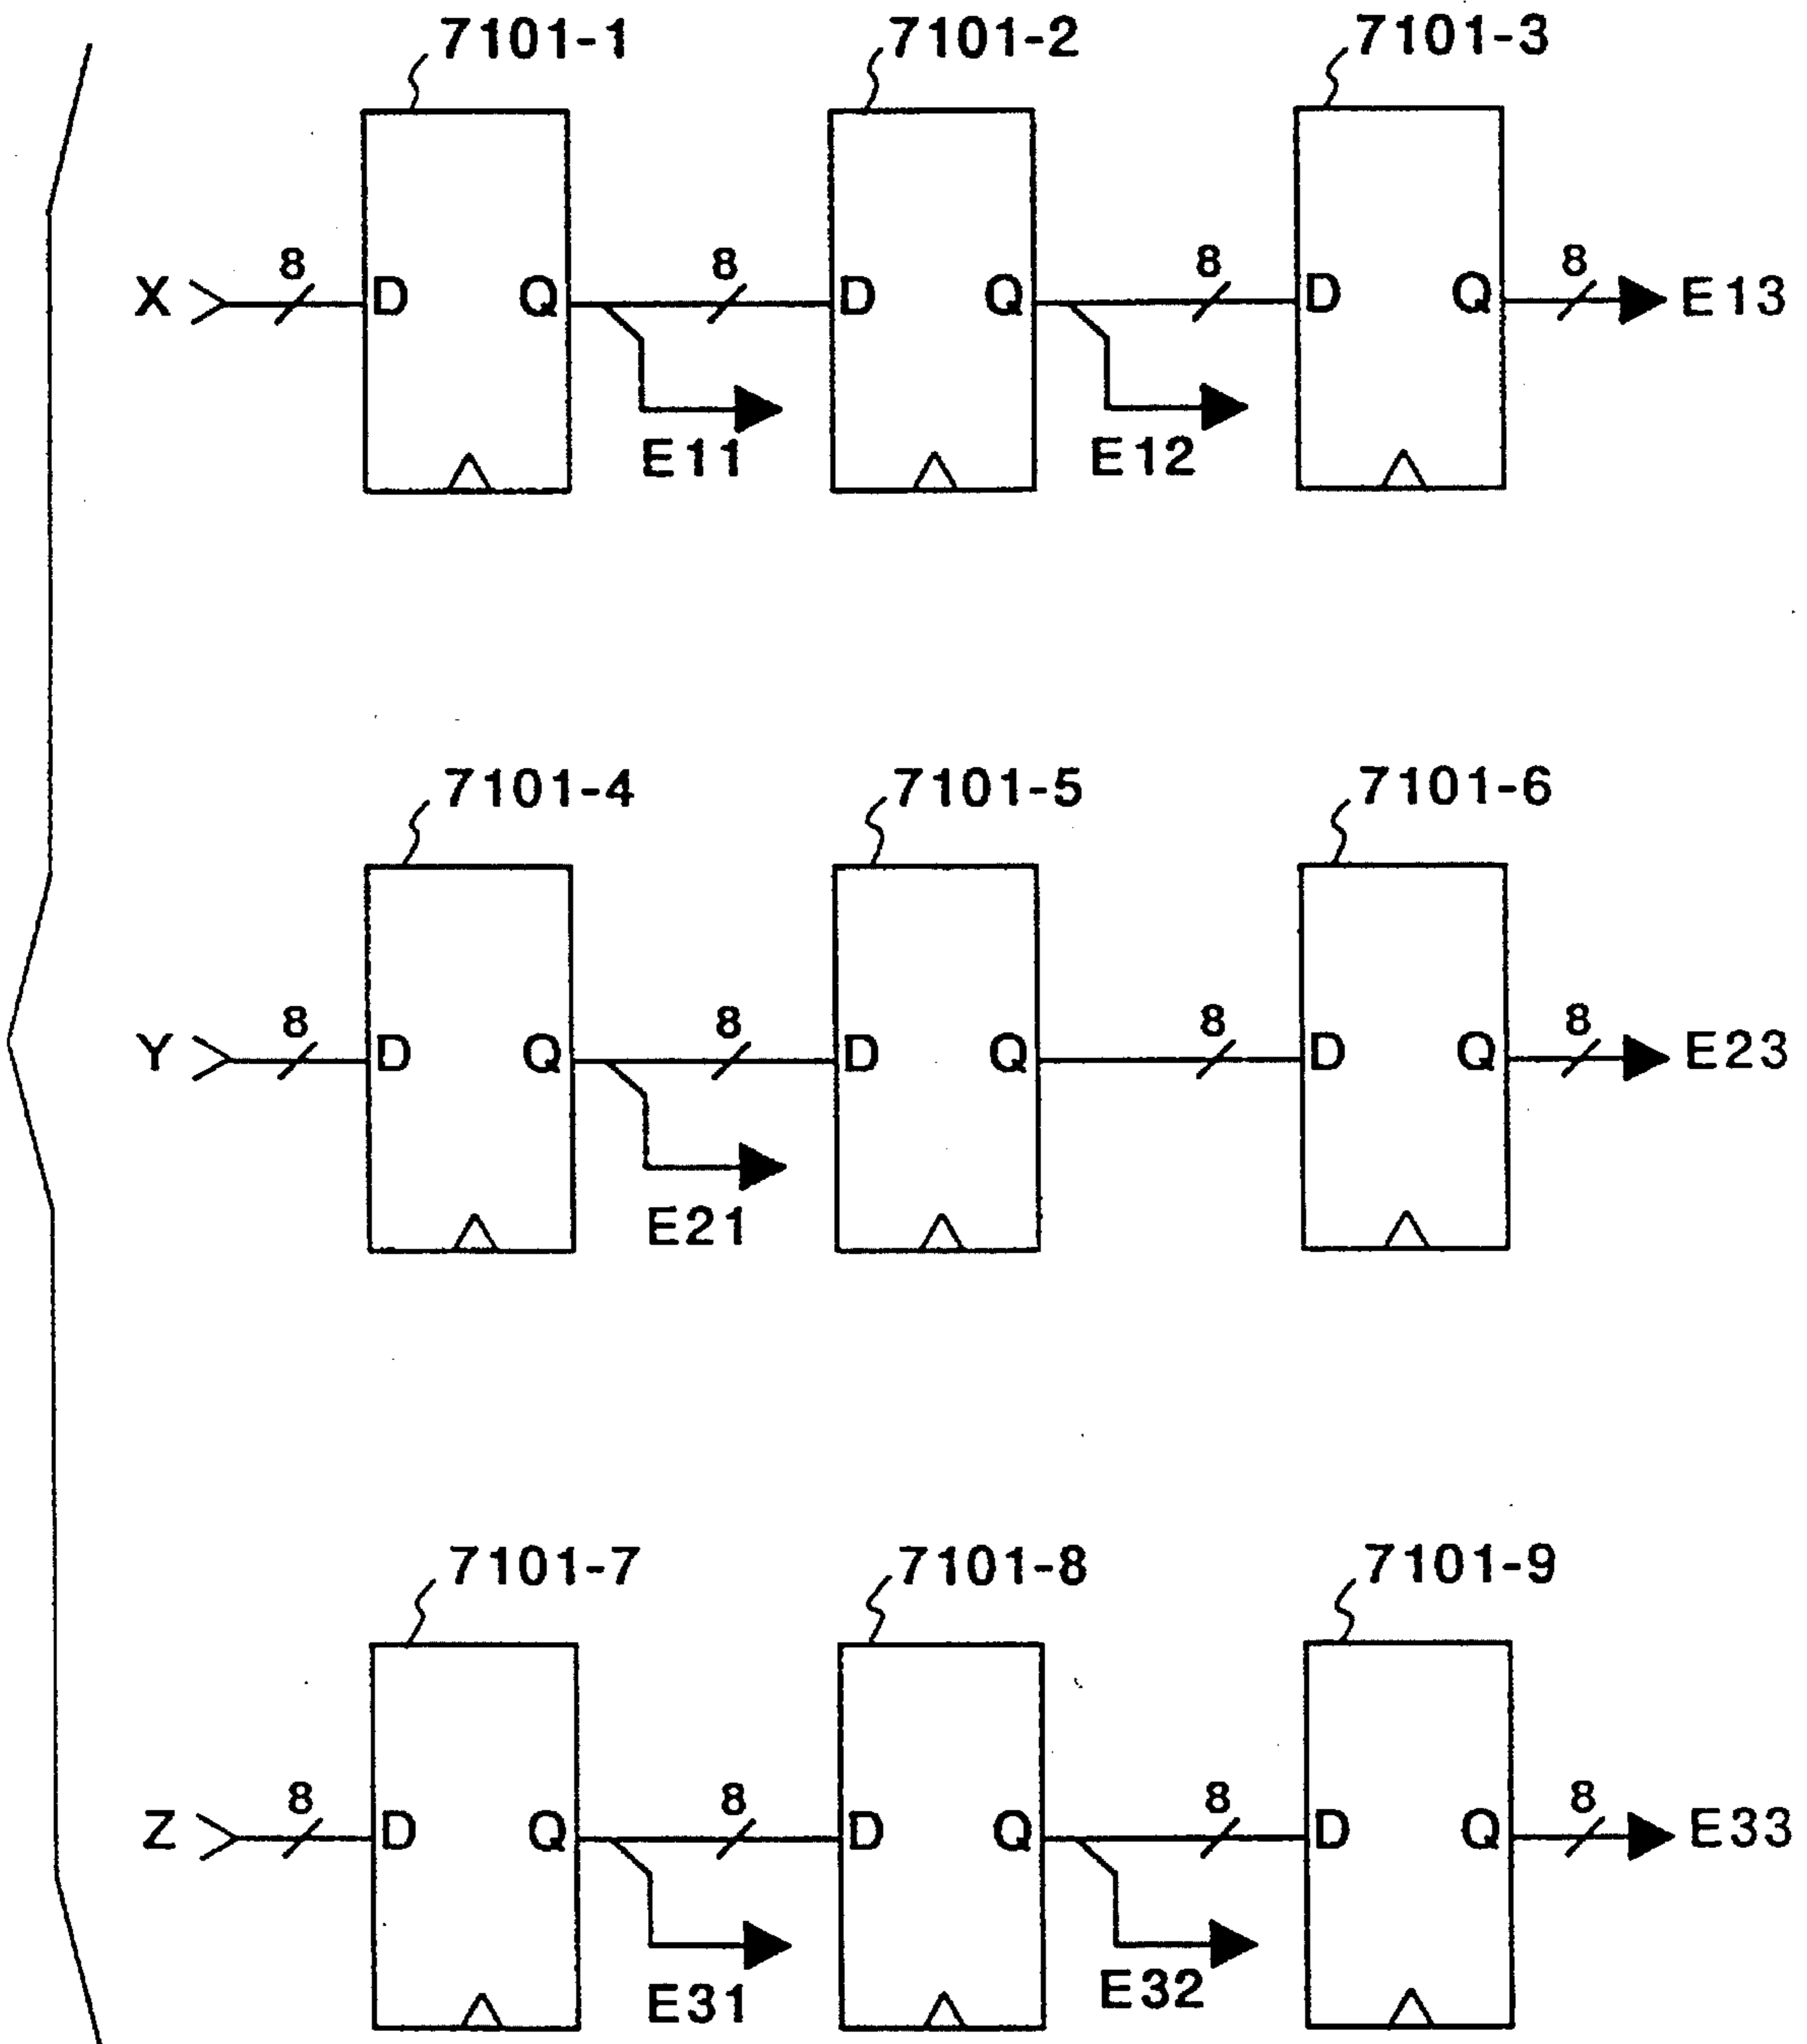 7101-1 7101-2 7101-3
8 8 8 8
X D Q D Q D Q E13
E11 E12
7101-4 7101-5 7101-6
8 8 8 8
Y D Q D Q D Q E23
E21
7101-7 7101-8 7101-9
8 8 8 8
Z D Q D Q D Q E33
E31 E32